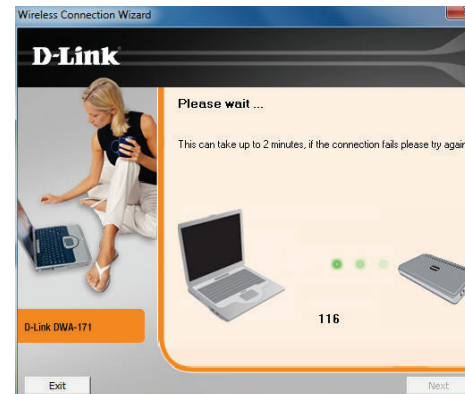 Wireless Connection Wizard
D-Link
Please wait ...
This can take up to 2 minutes, if the connection fails please try again
116
D-Link DWA-171
Exit
Next